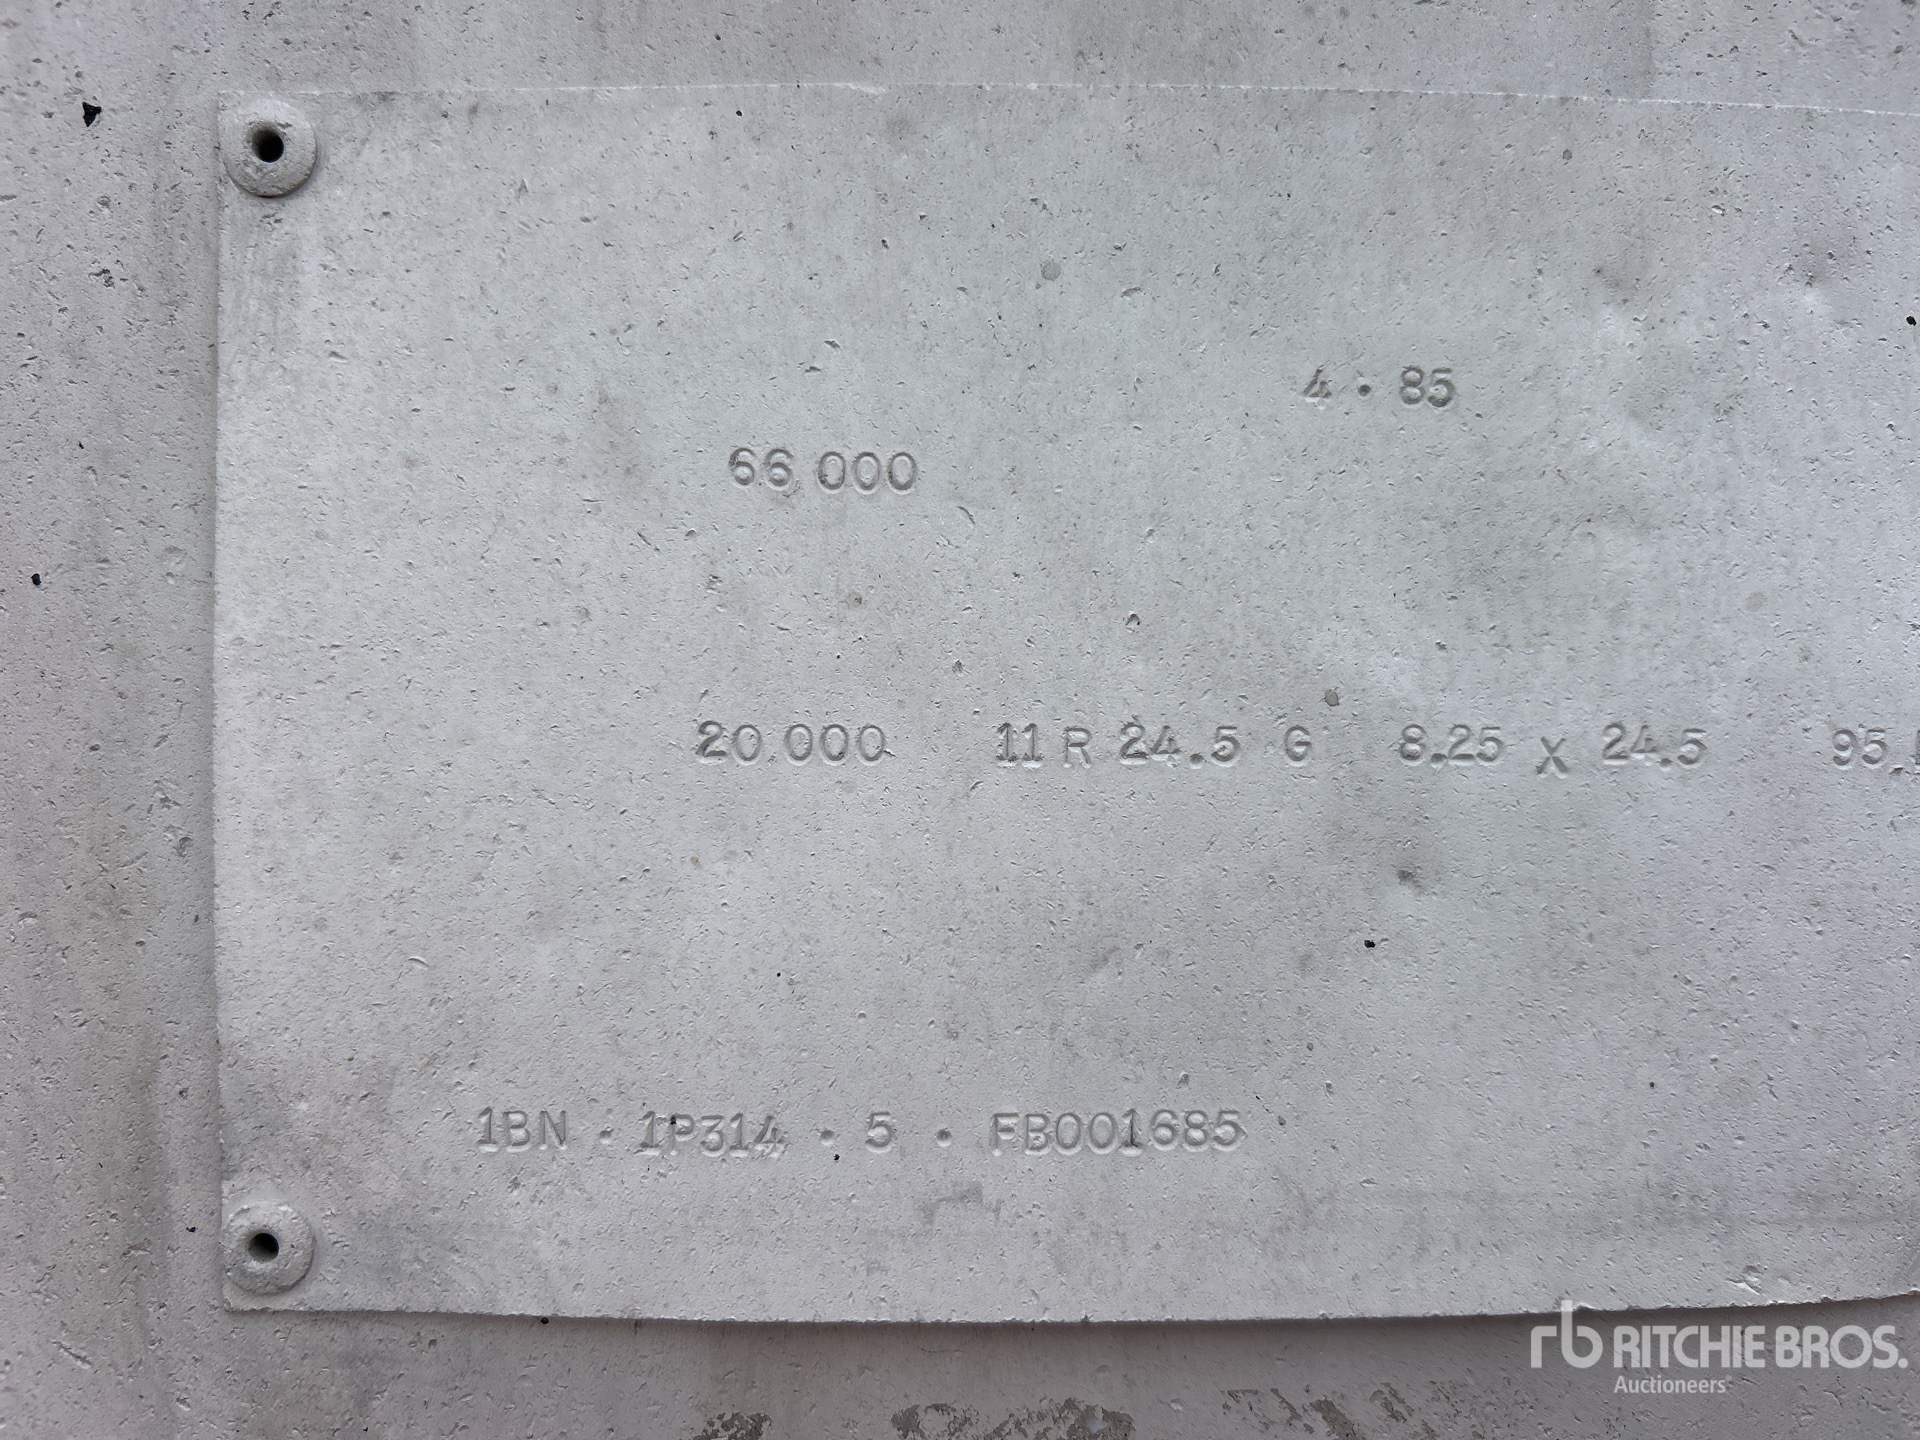 4 · 85
66 000
20 000 11 R 24.5 G 8.25 x 24.5 95
1BN · 1P314 · 5 · FB001685
rb RITCHIE BROS.
Auctioneers